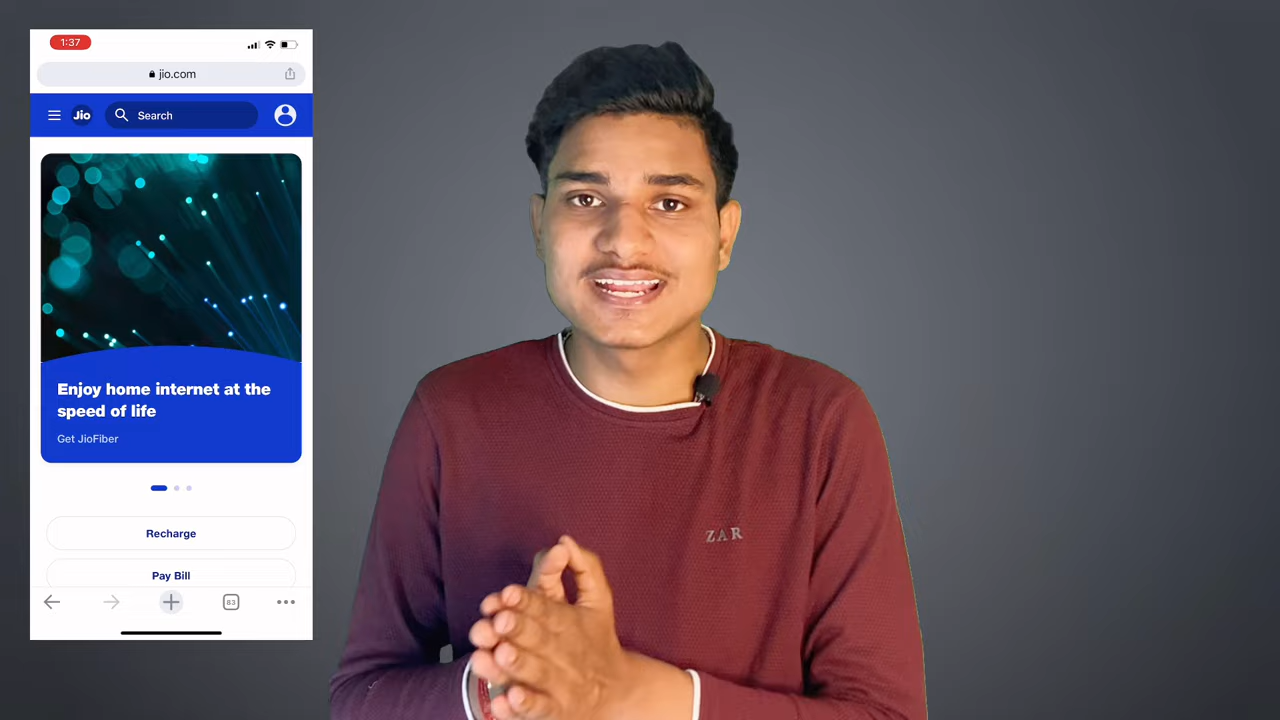 1:37
jio.com
Jio
Search
Enjoy home internet at the
speed of life
Get JioFiber
Recharge
Pay Bill
83
ZAR